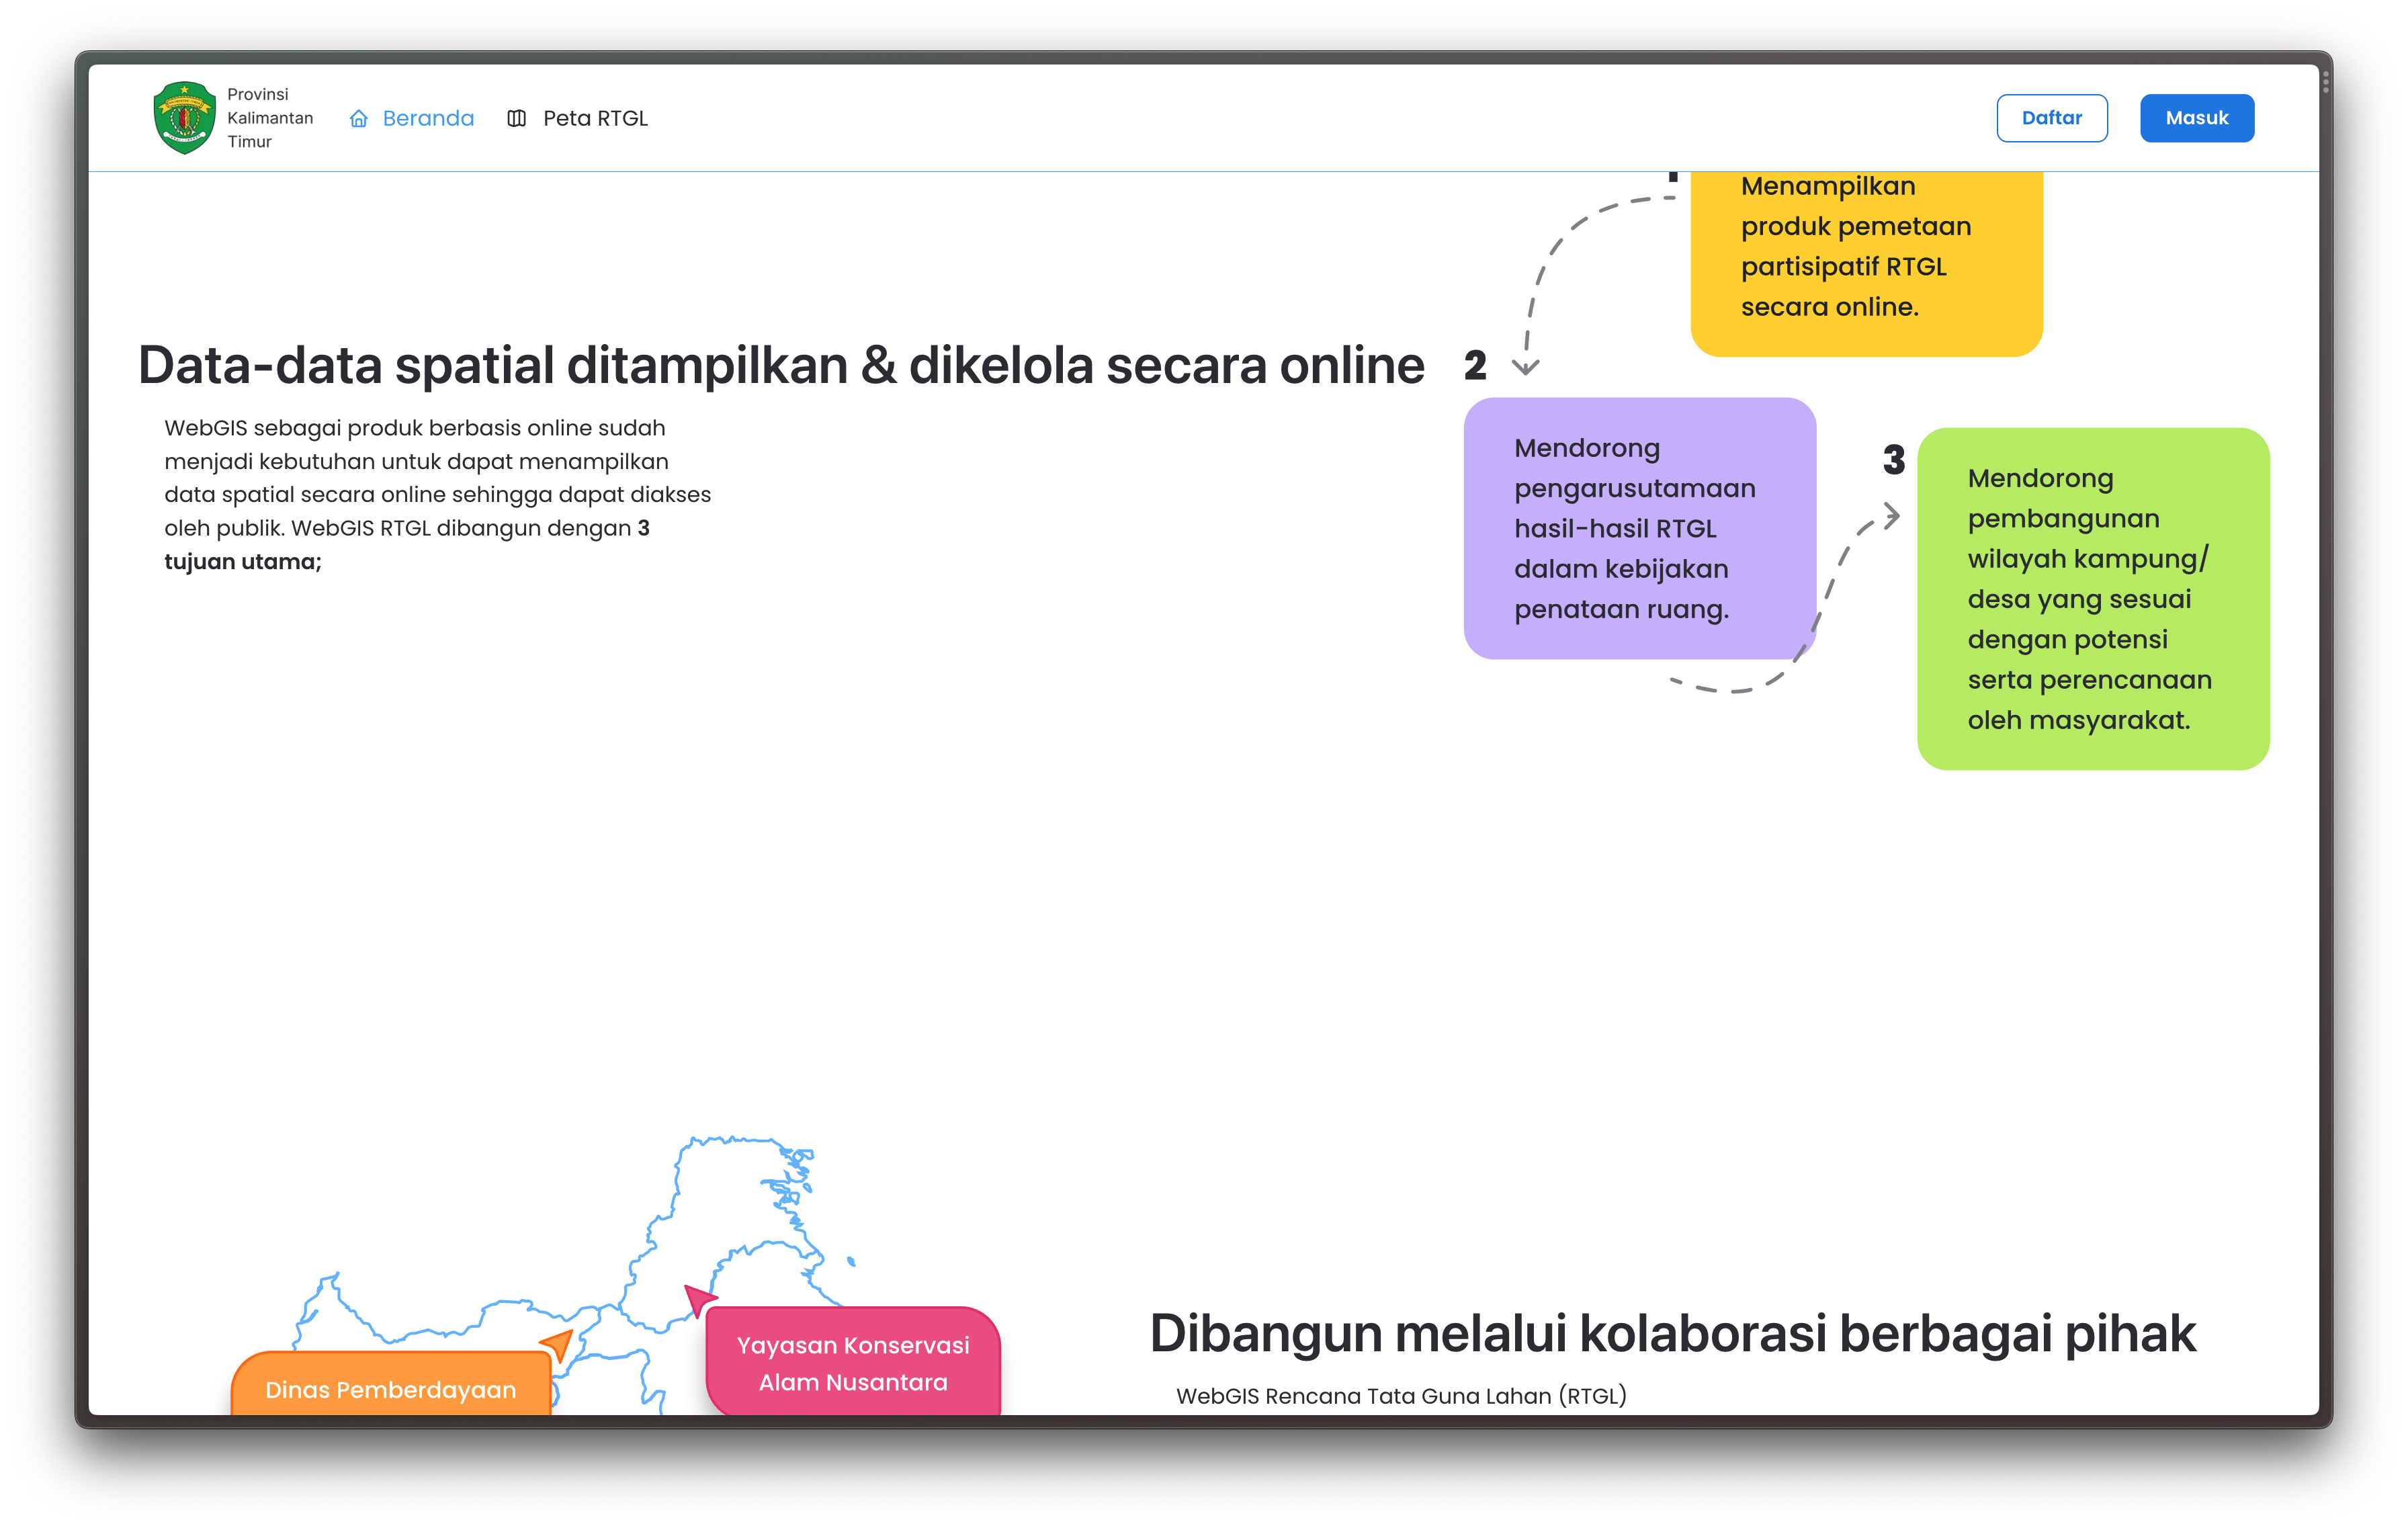 Provinsi
Kalimantan
Timur
Beranda
Peta RTGL
Daftar
Masuk
Menampilkan
produk pemetaan
partisipatif RTGL
secara online.
Data-data spatial ditampilkan & dikelola secara online
WebGIS sebagai produk berbasis online sudah
menjadi kebutuhan untuk dapat menampilkan
data spatial secara online sehingga dapat diakses
oleh publik. WebGIS RTGL dibangun dengan 3
tujuan utama;
2
Mendorong
pengarusutamaan
hasil-hasil RTGL
dalam kebijakan
penataan ruang.
3
Mendorong
pembangunan
wilayah kampung/
desa yang sesuai
dengan potensi
serta perencanaan
oleh masyarakat.
Yayasan Konservasi
Alam Nusantara
Dinas Pemberdayaan
Dibangun melalui kolaborasi berbagai pihak
WebGIS Rencana Tata Guna Lahan (RTGL)